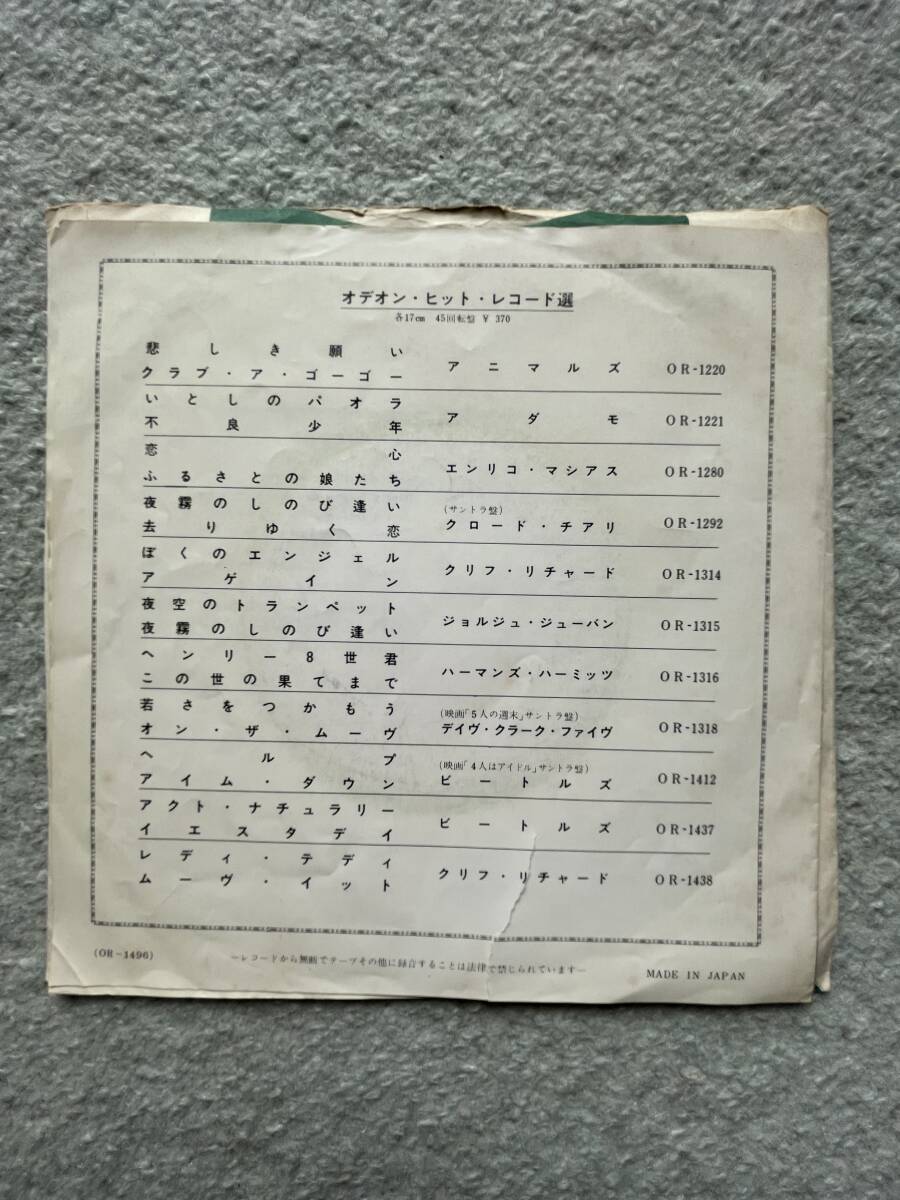 オデオン・ヒット・レコード選
各17cm 45回転盤 ¥ 370
悲しき願い
クラブ・ア・ゴーゴー
アニマルズ OR-1220
いとしのパオラ
不良少年
アダモ OR-1221
恋心
ふるさとの娘たち
エンリコ・マシアス OR-1280
夜霧のしのび逢い
去りゆく恋
(サントラ盤)
クロード・チアリ OR-1292
ぼくのエンジェル
アゲイン
クリフ・リチャード OR-1314
夜空のトランペット
夜霧のしのび逢い
ジョルジュ・ジューバン OR-1315
ヘンリー8世君
この世の果てまで
ハーマンズ・ハーミッツ OR-1316
若さをつかもう
オン・ザ・ムーヴ
(映画「5人の週末」サントラ盤)
デイヴ・クラーク・ファイヴ OR-1318
ヘルプ
アイム・ダウン
(映画「4人はアイドル」サントラ盤)
ビートルズ OR-1412
アクト・ナチュラリー
イエスタデイ
ビートルズ OR-1437
レディ・テディ
ムーヴ・イット
クリフ・リチャード OR-1438
(OR-1496)
—レコードから無断でテープその他に録音することは法律で禁じられています—
MADE IN JAPAN